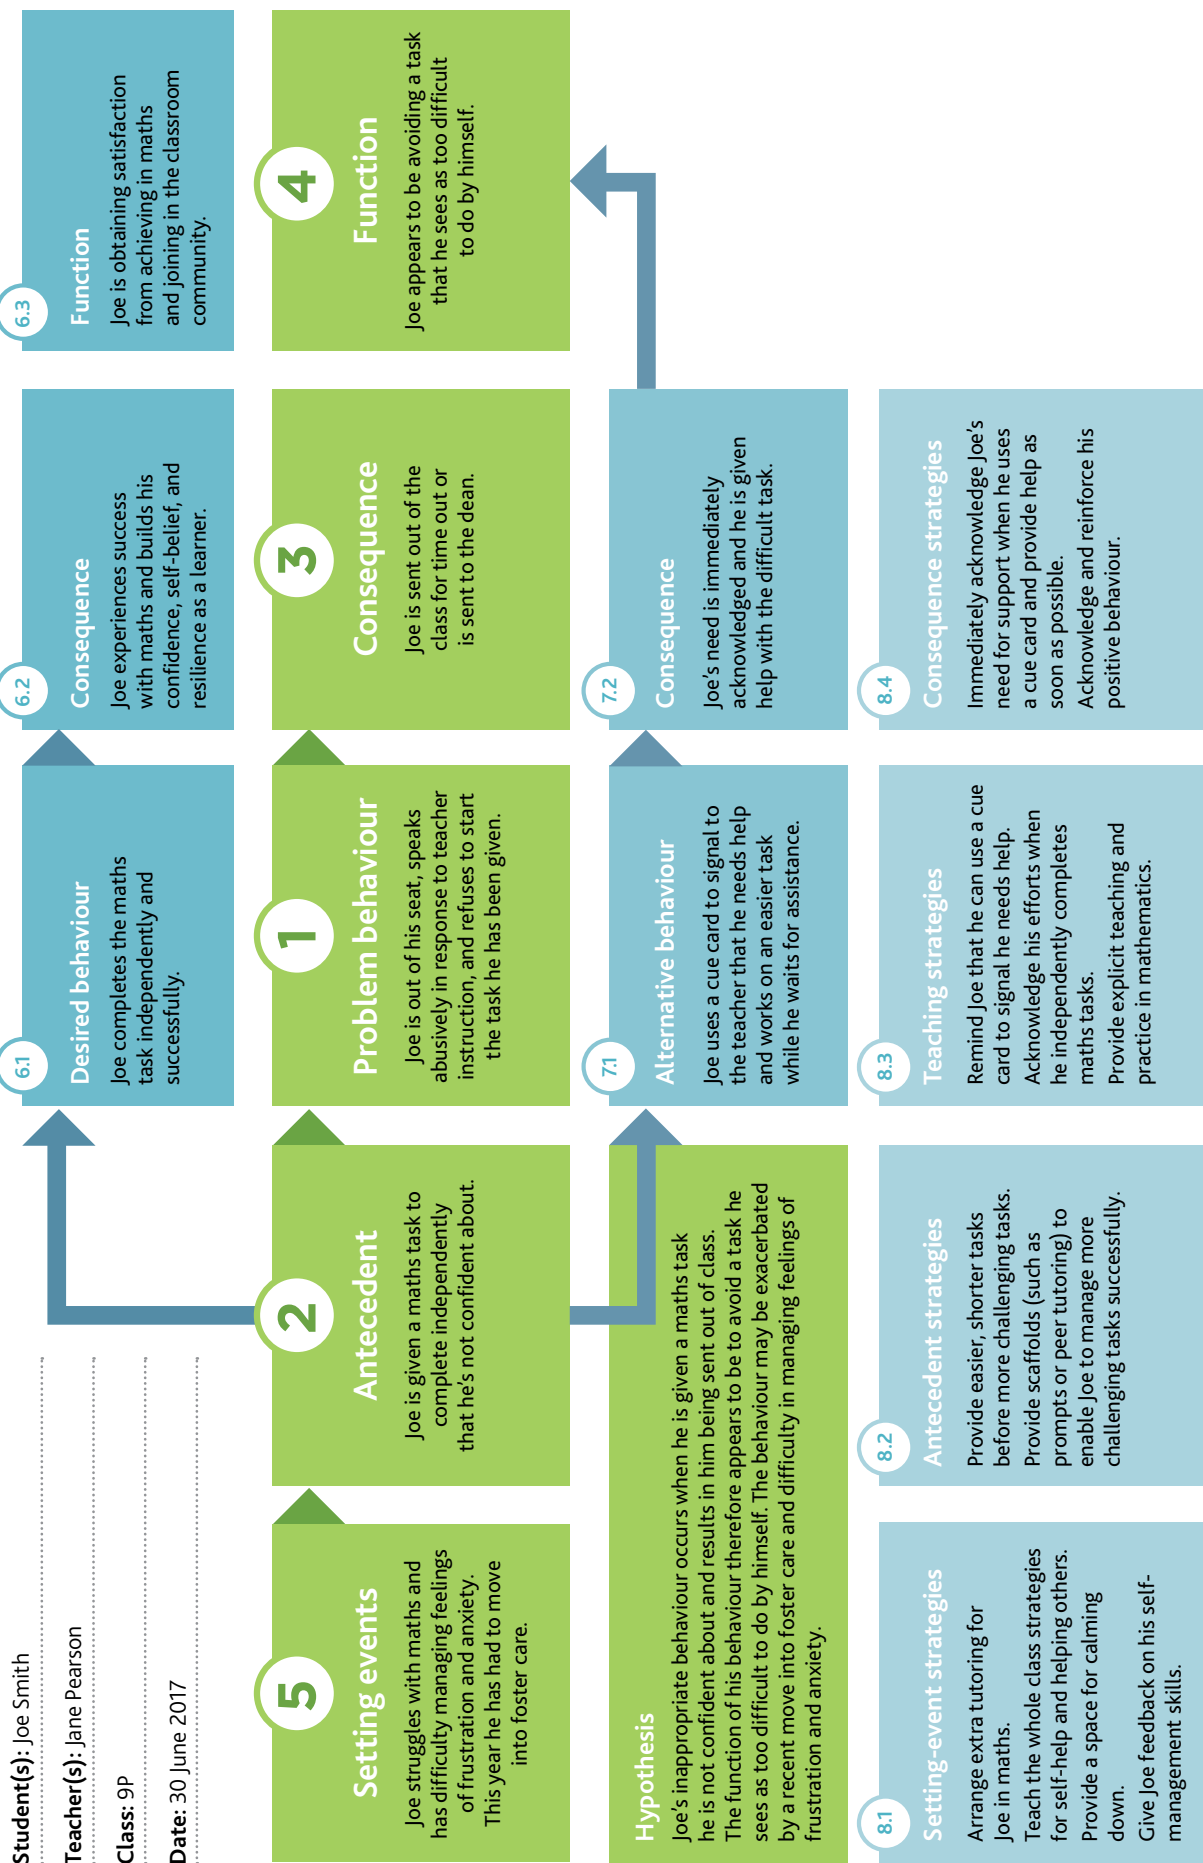 Student(s): Joe Smith
Teacher(s): Jane Pearson
Class: 9P
Date: 30 June 2017
6.1
Desired behaviour
Joe completes the maths
task independently and
successfully.
6.2
Consequence
Joe experiences success
with maths and builds his
confidence, self-belief, and
resilience as a learner.
6.3
Function
Joe is obtaining satisfaction
from achieving in maths
and joining in the classroom
community.
5
Setting events
Joe struggles with maths and
has difficulty managing feelings
of frustration and anxiety.
This year he has had to move
into foster care.
2
Antecedent
Joe is given a maths task to
complete independently
that he's not confident about.
1
Problem behaviour
Joe is out of his seat, speaks
abusively in response to teacher
instruction, and refuses to start
the task he has been given.
3
Consequence
Joe is sent out of the
class for time out or
is sent to the dean.
4
Function
Joe appears to be avoiding a task
that he sees as too difficult
to do by himself.
Hypothesis
Joe's inappropriate behaviour occurs when he is given a maths task
he is not confident about and results in him being sent out of class.
The function of his behaviour therefore appears to be to avoid a task he
sees as too difficult to do by himself. The behaviour may be exacerbated
by a recent move into foster care and difficulty in managing feelings of
frustration and anxiety.
7.1
Alternative behaviour
Joe uses a cue card to signal to
the teacher that he needs help
and works on an easier task
while he waits for assistance.
7.2
Consequence
Joe's need is immediately
acknowledged and he is given
help with the difficult task.
8.1
Setting-event strategies
Arrange extra tutoring for
Joe in maths.
Teach the whole class strategies
for self-help and helping others.
Provide a space for calming
down.
Give Joe feedback on his self-
management skills.
8.2
Antecedent strategies
Provide easier, shorter tasks
before more challenging tasks.
Provide scaffolds (such as
prompts or peer tutoring) to
enable Joe to manage more
challenging tasks successfully.
8.3
Teaching strategies
Remind Joe that he can use a cue
card to signal he needs help.
Acknowledge his efforts when
he independently completes
maths tasks.
Provide explicit teaching and
practice in mathematics.
8.4
Consequence strategies
Immediately acknowledge Joe's
need for support when he uses
a cue card and provide help as
soon as possible.
Acknowledge and reinforce his
positive behaviour.